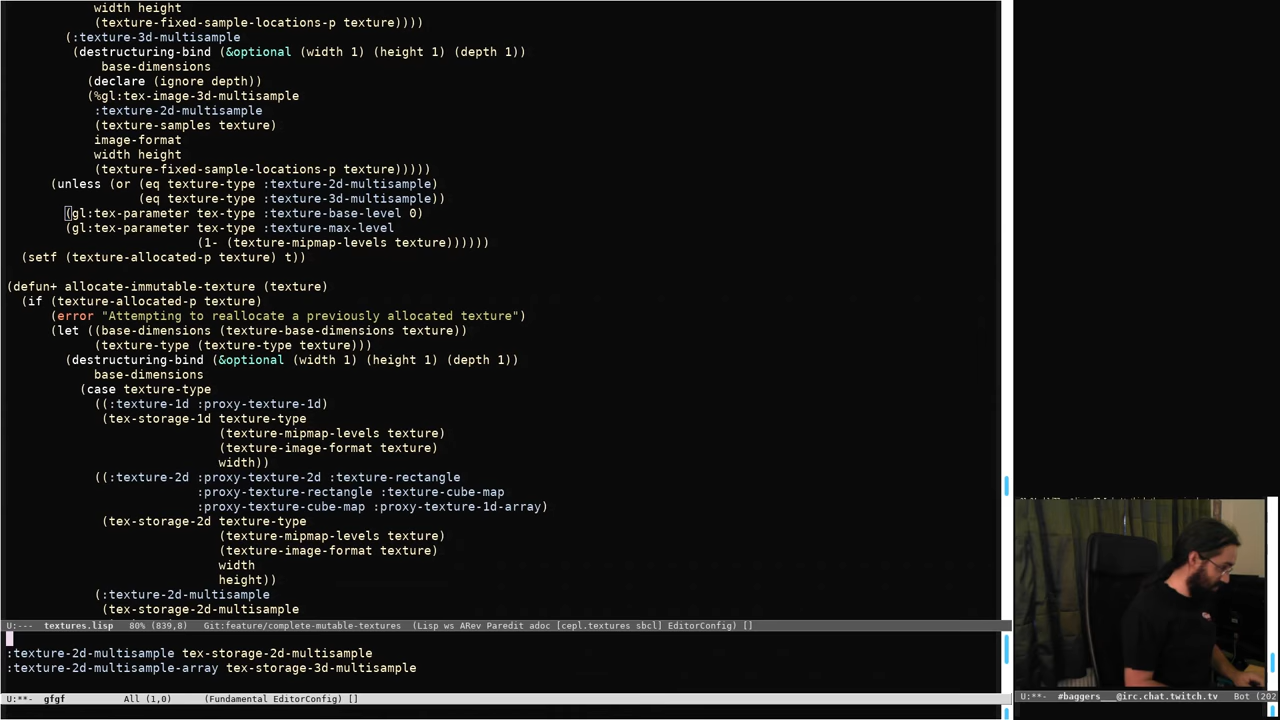 width height
(texture-fixed-sample-locations-p texture))))
(:texture-3d-multisample
(destructuring-bind (&optional (width 1) (height 1) (depth 1))
base-dimensions
(declare (ignore depth))
(%gl:tex-image-3d-multisample
:texture-2d-multisample
(texture-samples texture)
image-format
width height
(texture-fixed-sample-locations-p texture)))))
(unless (or (eq texture-type :texture-2d-multisample)
(eq texture-type :texture-3d-multisample))
(gl:tex-parameter tex-type :texture-base-level 0)
(gl:tex-parameter tex-type :texture-max-level
(1- (texture-mipmap-levels texture))))))
(setf (texture-allocated-p texture) t))
(defun+ allocate-immutable-texture (texture)
(if (texture-allocated-p texture)
(error "Attempting to reallocate a previously allocated texture")
(let ((base-dimensions (texture-base-dimensions texture))
(texture-type (texture-type texture)))
(destructuring-bind (&optional (width 1) (height 1) (depth 1))
base-dimensions
(case texture-type
((:texture-1d :proxy-texture-1d)
(tex-storage-1d texture-type
(texture-mipmap-levels texture)
(texture-image-format texture)
width))
((:texture-2d :proxy-texture-2d :texture-rectangle
:proxy-texture-rectangle :texture-cube-map
:proxy-texture-cube-map :proxy-texture-1d-array)
(tex-storage-2d texture-type
(texture-mipmap-levels texture)
(texture-image-format texture)
width
height))
(:texture-2d-multisample
(tex-storage-2d-multisample
U:--- textures.lisp 80% (839,8) Git:feature/complete-mutable-textures (Lisp ws ARev Paredit adoc [cepl.textures sbcl] EditorConfig) []
:texture-2d-multisample tex-storage-2d-multisample
:texture-2d-multisample-array tex-storage-3d-multisample
U:**- gfgf All (1,0) (Fundamental EditorConfig) []
U:**- #baggers___@irc.chat.twitch.tv Bot (202